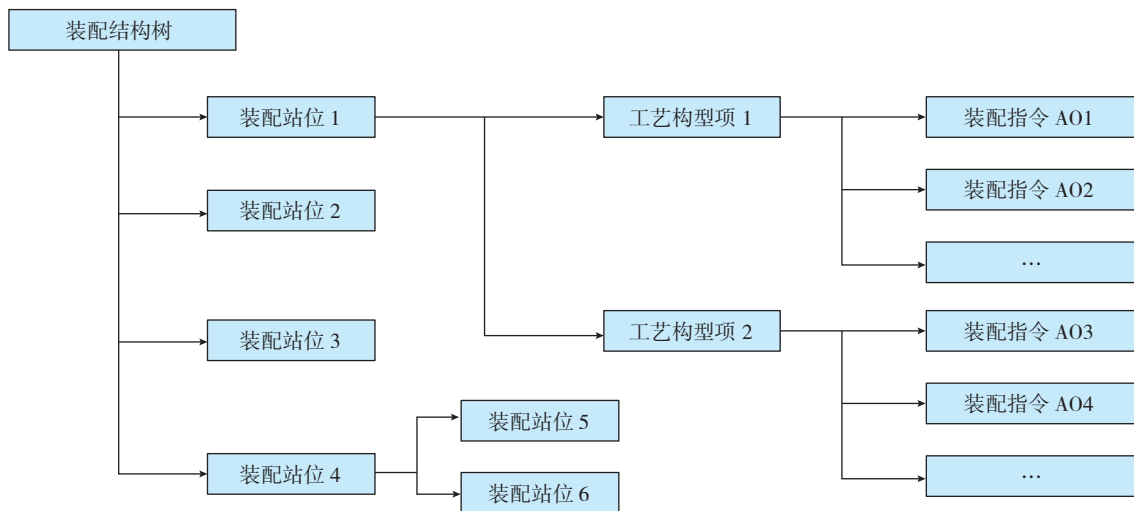 装配结构树
装配站位 1
工艺构型项 1
装配指令 AO1
装配站位 2
装配指令 AO2
…
装配站位 3
工艺构型项 2
装配指令 AO3
装配站位 5
装配指令 AO4
装配站位 4
装配站位 6
…